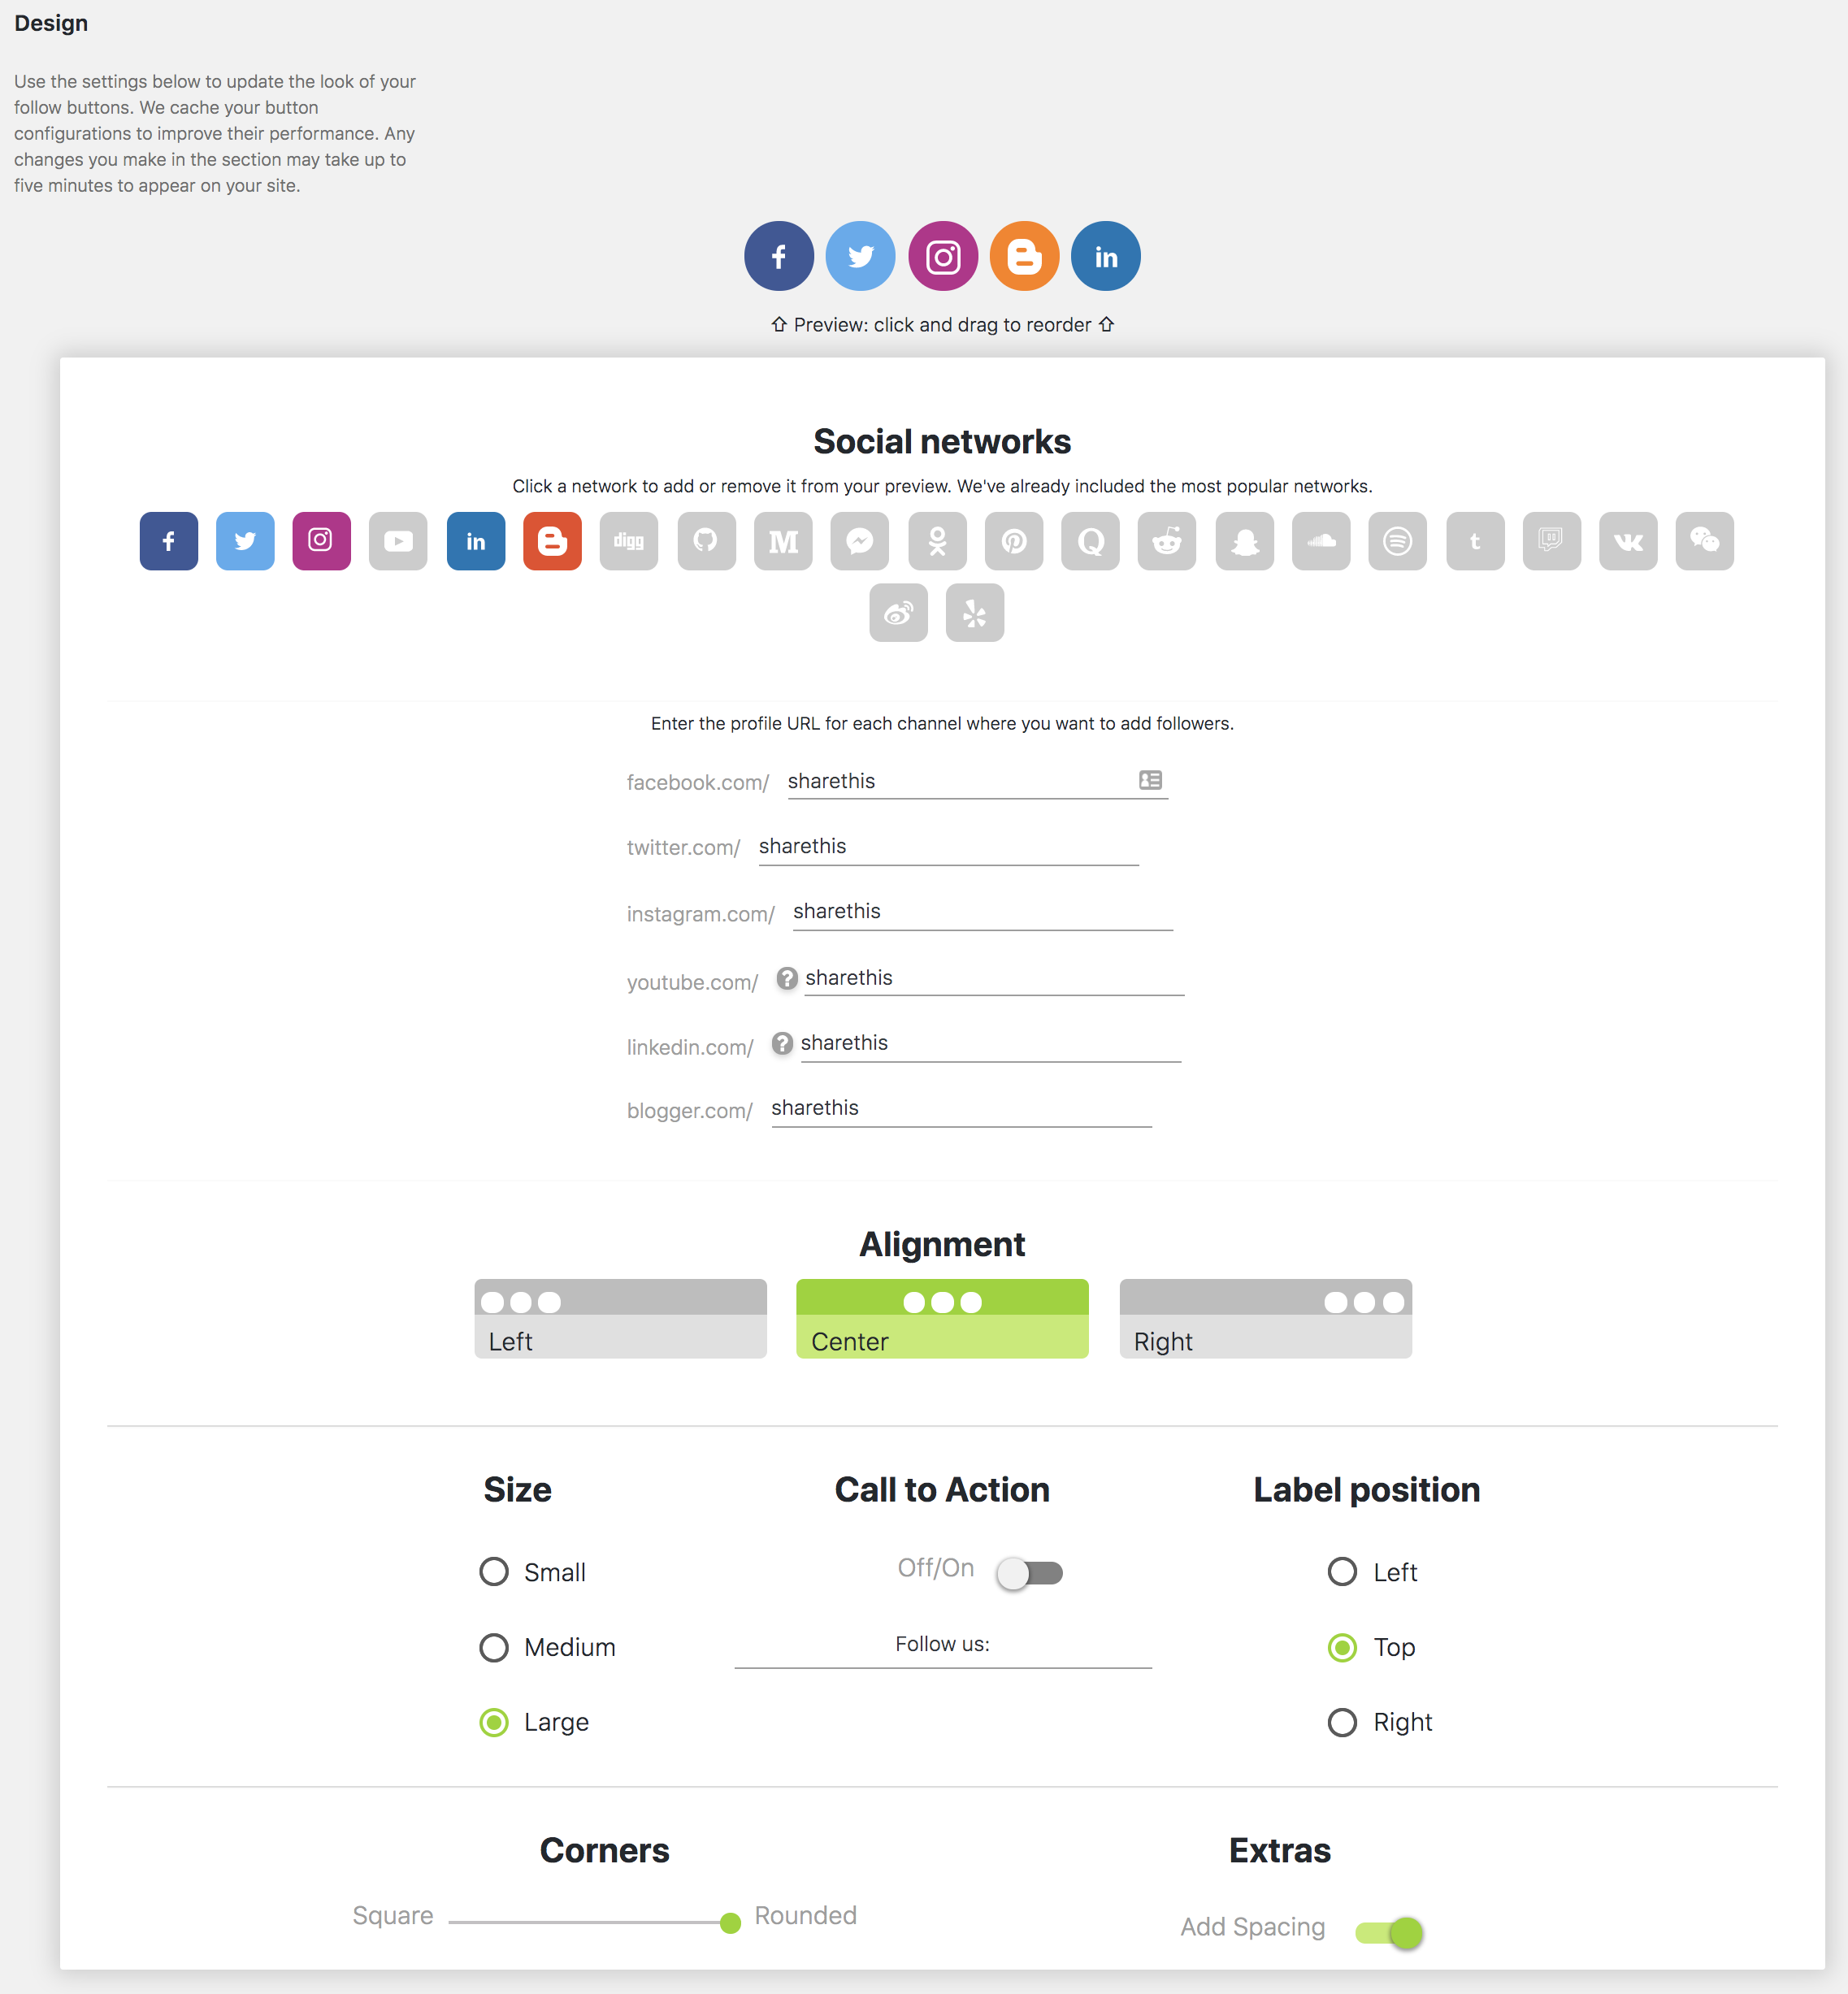 Design
Use the settings below to update the look of your
follow buttons. We cache your button
configurations to improve their performance. Any
changes you make in the section may take up to
five minutes to appear on your site.
⇧ Preview: click and drag to reorder ⇧
Social networks
Click a network to add or remove it from your preview. We've already included the most popular networks.
digg
Enter the profile URL for each channel where you want to add followers.
facebook.com/ sharethis
twitter.com/ sharethis
instagram.com/ sharethis
youtube.com/ ? sharethis
linkedin.com/ ? sharethis
blogger.com/ sharethis
Alignment
Left Center Right
Size Call to Action Label position
Small Off/On Left
Medium Follow us: Top
Large Right
Corners Extras
Square Rounded Add Spacing